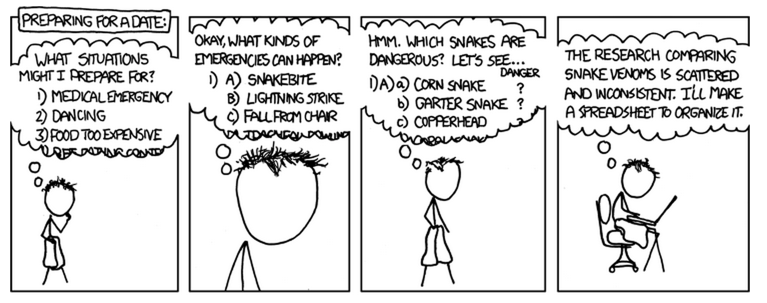 PREPARING FOR A DATE:
WHAT SITUATIONS
MIGHT I PREPARE FOR?
1) MEDICAL EMERGENCY
2) DANCING
3) FOOD TOO EXPENSIVE
OKAY, WHAT KINDS OF
EMERGENCIES CAN HAPPEN?
1) A) SNAKEBITE
B) LIGHTNING STRIKE
C) FALL FROM CHAIR
HMM. WHICH SNAKES ARE
DANGEROUS? LET'S SEE...
DANGER
1) A) a) CORN SNAKE ?
b) GARTER SNAKE ?
c) COPPERHEAD ?
THE RESEARCH COMPARING
SNAKE VENOMS IS SCATTERED
AND INCONSISTENT. I'LL MAKE
A SPREADSHEET TO ORGANIZE IT.